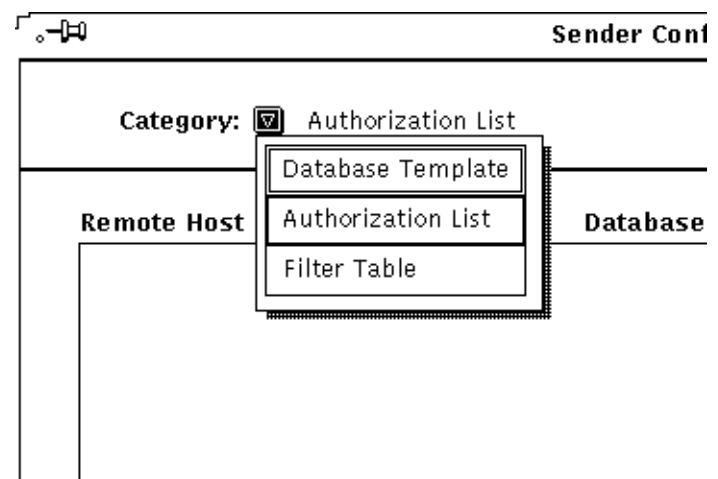 Sender Conf
Category: Authorization List
Database Template
Remote Host Authorization List Database
Filter Table